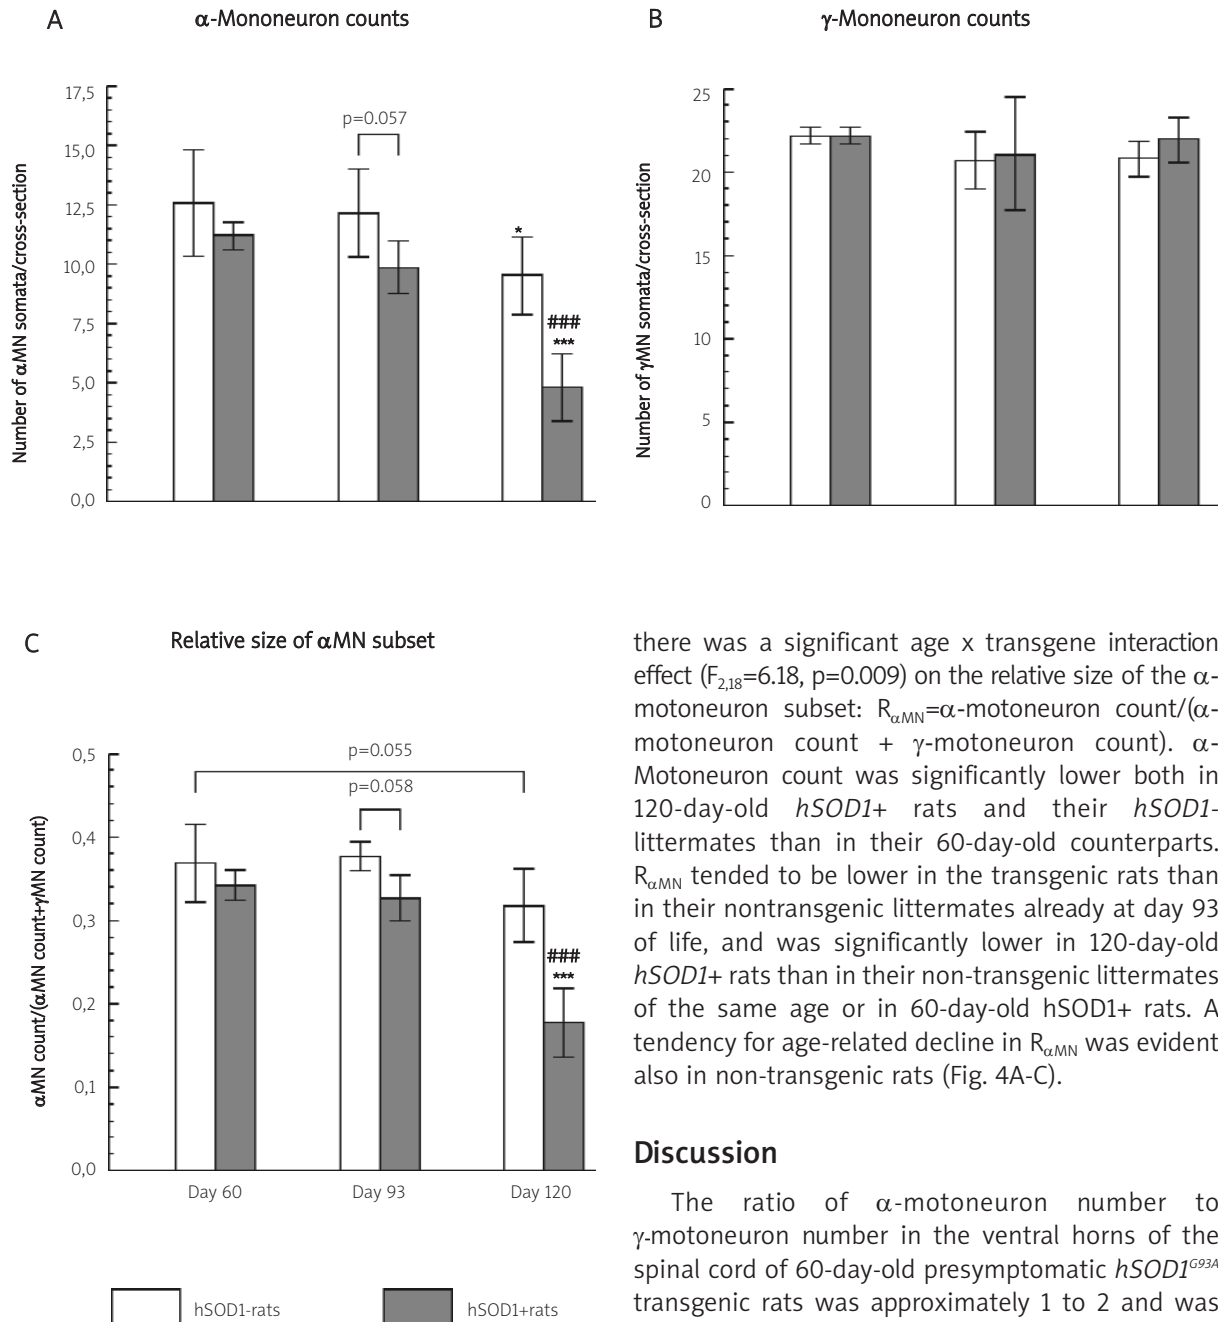 A
α-Mononeuron counts
Number of αMN somata/cross-section
17,5
15,0
12,5
10,0
7,5
5,0
2,5
0,0
p=0.057
*
###
***
B
γ-Mononeuron counts
Number of γMN somata/cross-section
25
20
15
10
5
0
C
Relative size of αMN subset
αMN count/(αMN count+γMN count)
0,5
0,4
0,3
0,2
0,1
0,0
p=0.055
p=0.058
###
***
Day 60
Day 93
Day 120
hSOD1-rats
hSOD1+rats
there was a significant age x transgene interaction
effect (F2,18=6.18, p=0.009) on the relative size of the α-
motoneuron subset: RαMN=α-motoneuron count/(α-
motoneuron count + γ-motoneuron count). α-
Motoneuron count was significantly lower both in
120-day-old hSOD1+ rats and their hSOD1-
littermates than in their 60-day-old counterparts.
RαMN tended to be lower in the transgenic rats than
in their nontransgenic littermates already at day 93
of life, and was significantly lower in 120-day-old
hSOD1+ rats than in their non-transgenic littermates
of the same age or in 60-day-old hSOD1+ rats. A
tendency for age-related decline in RαMN was evident
also in non-transgenic rats (Fig. 4A-C).
Discussion
The ratio of α-motoneuron number to
γ-motoneuron number in the ventral horns of the
spinal cord of 60-day-old presymptomatic hSOD1G93A
transgenic rats was approximately 1 to 2 and was